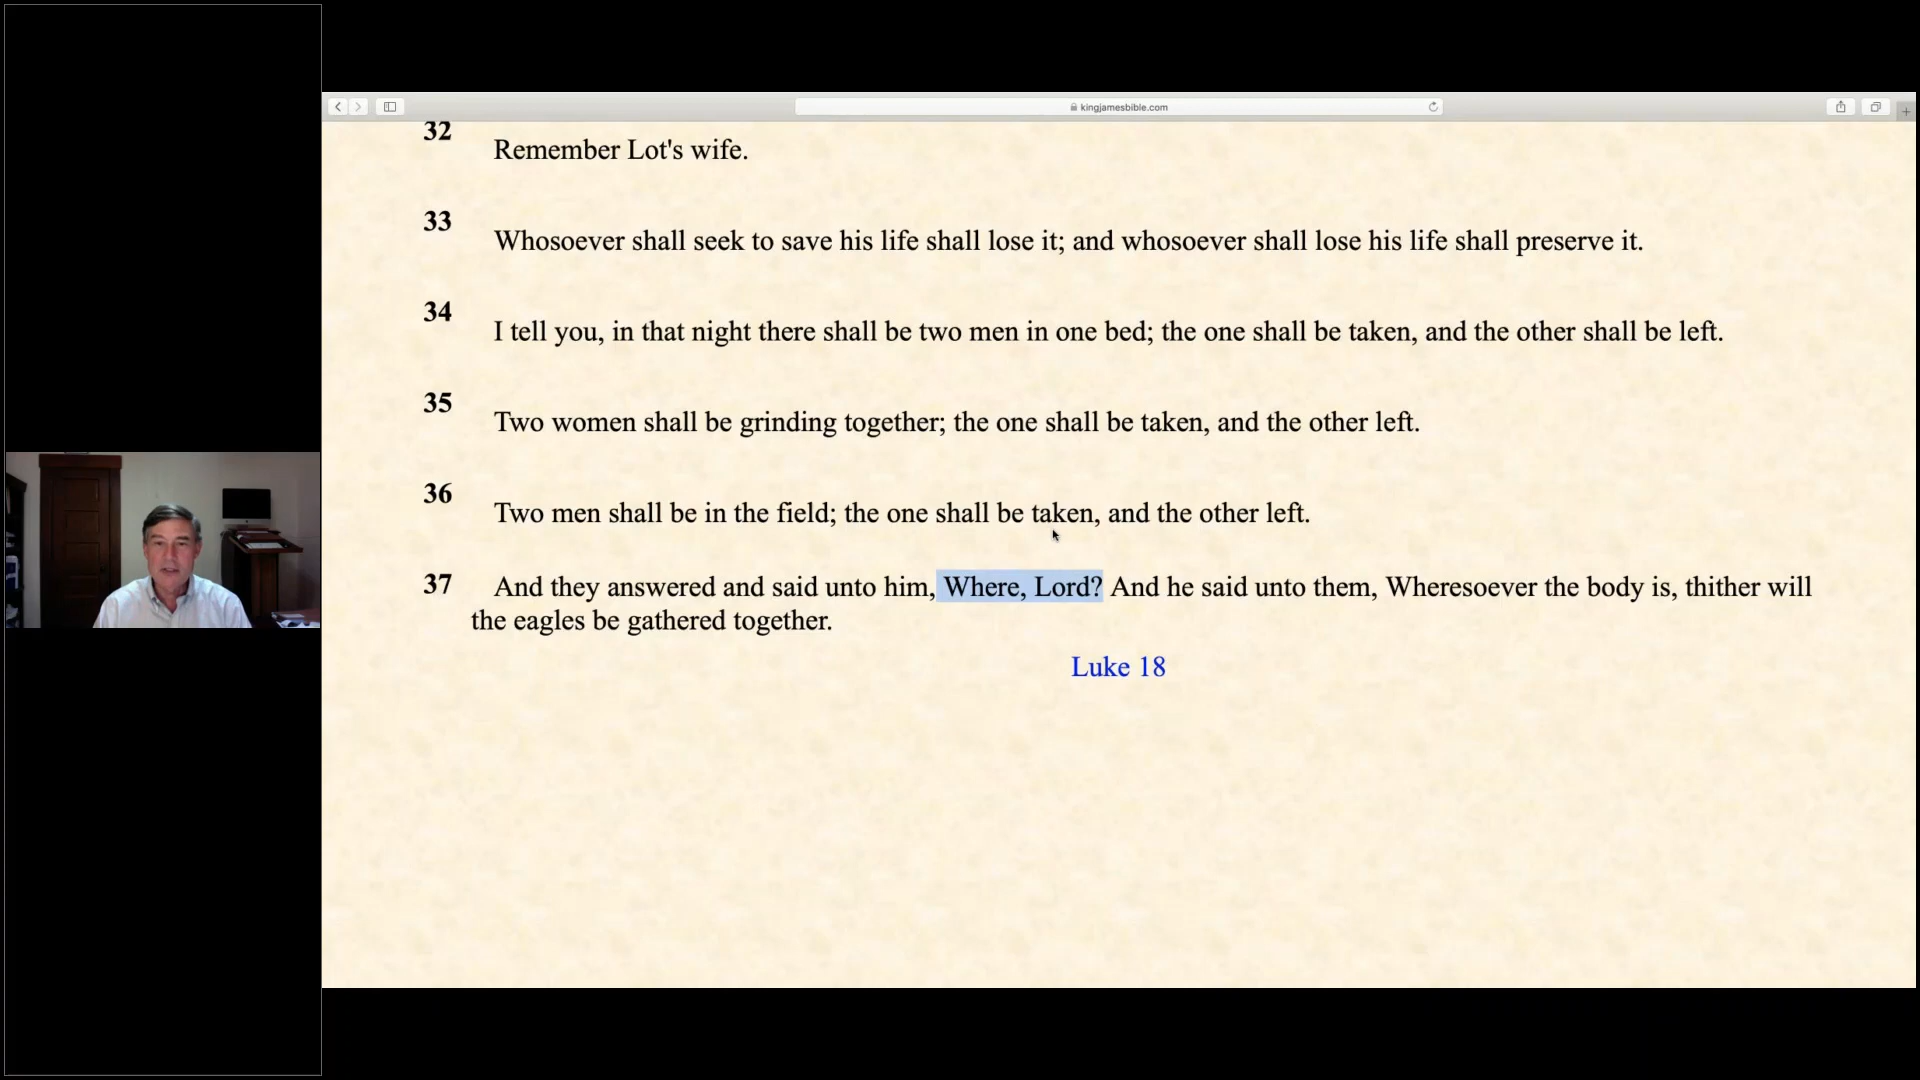 kingjamesbible.com
32
Remember Lot's wife.
33
Whosoever shall seek to save his life shall lose it; and whosoever shall lose his life shall preserve it.
34
I tell you, in that night there shall be two men in one bed; the one shall be taken, and the other shall be left.
35
Two women shall be grinding together; the one shall be taken, and the other left.
36
Two men shall be in the field; the one shall be taken, and the other left.
37 And they answered and said unto him, Where, Lord? And he said unto them, Wheresoever the body is, thither will
the eagles be gathered together.
Luke 18